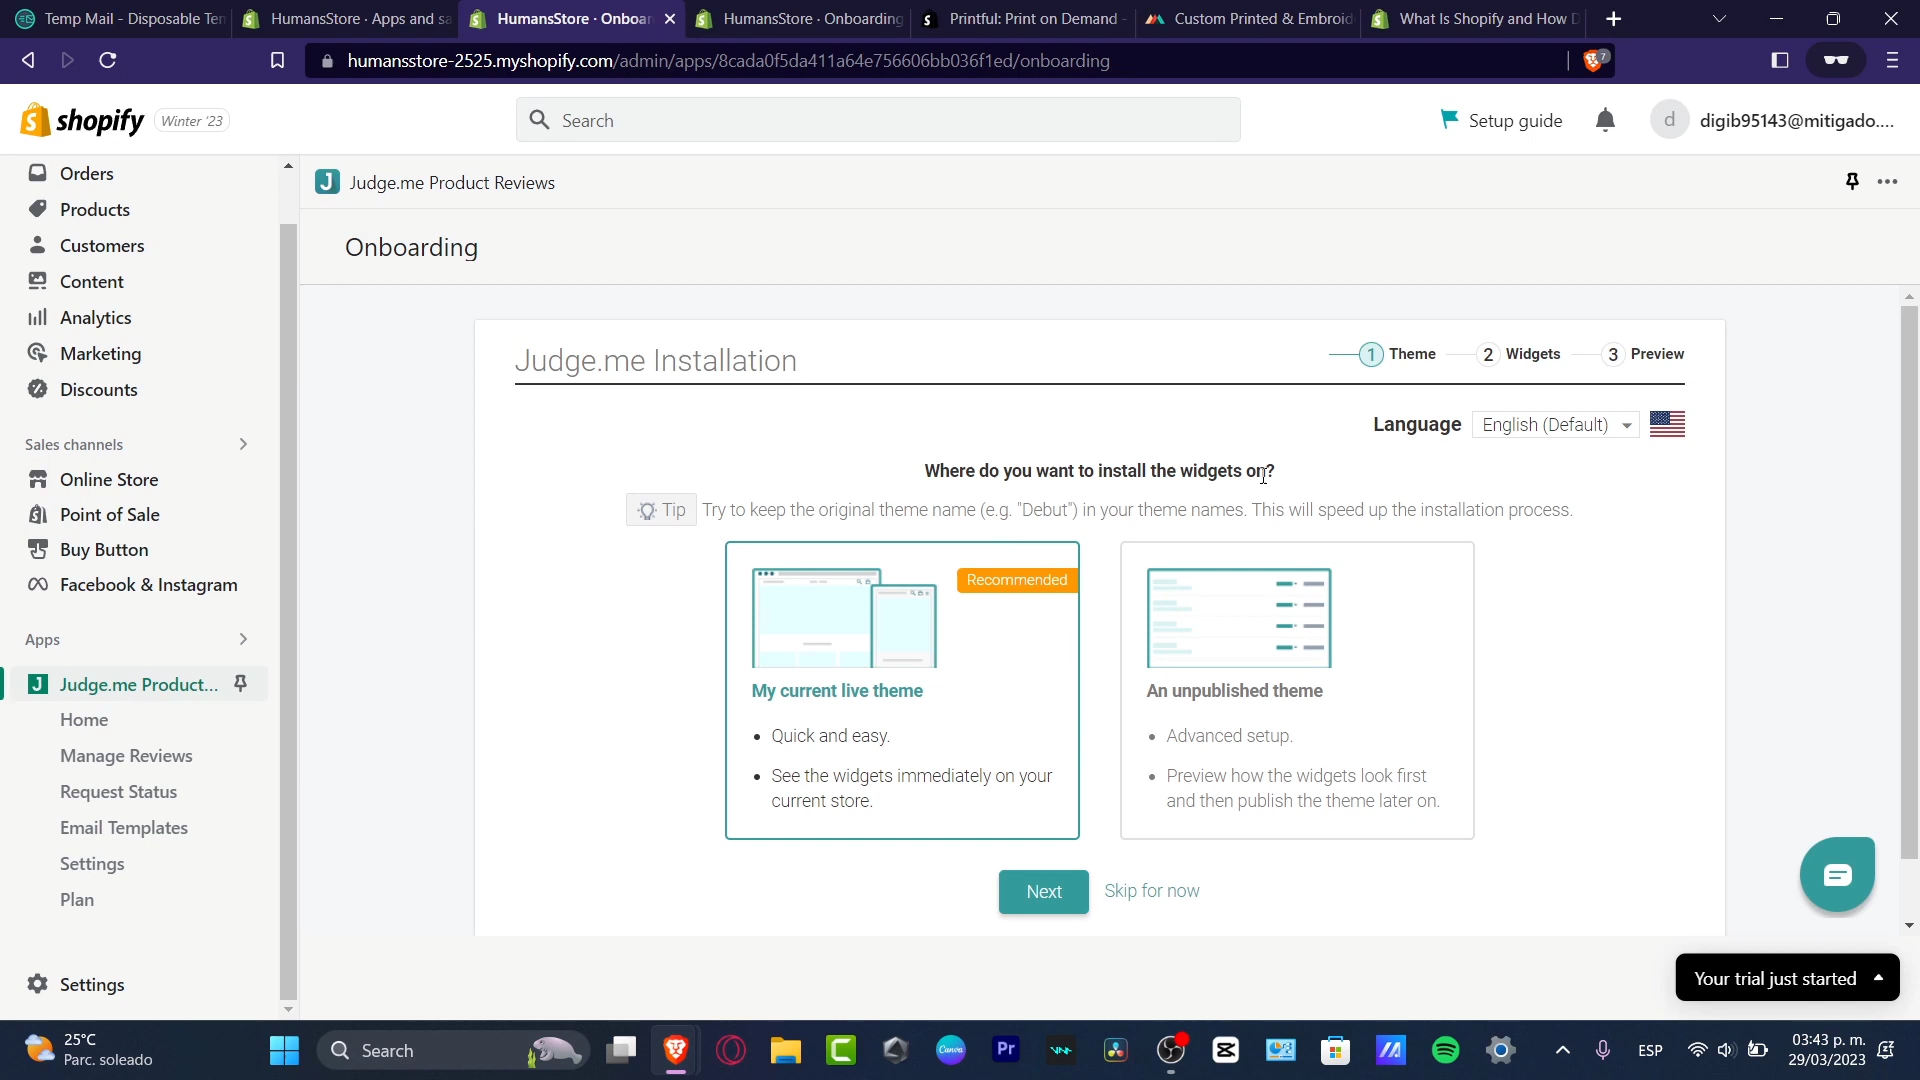 Temp Mail - Disposable Ten
HumansStore · Apps and sa
HumansStore · Onboar
HumansStore · Onboarding
Printful: Print on Demand -
Custom Printed & Embroid
What Is Shopify and How D
humansstore-2525.myshopify.com/admin/apps/8cada0f5da411a64e756606bb036f1ed/onboarding
7
shopify
Winter '23
Search
Setup guide
d
digib95143@mitigado....
Orders
Products
Customers
Content
Analytics
Marketing
Discounts
Sales channels
Online Store
Point of Sale
Buy Button
Facebook & Instagram
Apps
J
Judge.me Product...
Home
Manage Reviews
Request Status
Email Templates
Settings
Plan
Settings
J
Judge.me Product Reviews
Onboarding
Judge.me Installation
1 Theme
2 Widgets
3 Preview
Language
English (Default)
Where do you want to install the widgets on?
Tip
Try to keep the original theme name (e.g. "Debut") in your theme names. This will speed up the installation process.
Recommended
My current live theme
• Quick and easy.
• See the widgets immediately on your
current store.
An unpublished theme
• Advanced setup.
• Preview how the widgets look first
and then publish the theme later on.
Next
Skip for now
Your trial just started
25°C
Parc. soleado
Search
Canva
Pr
ESP
03:43 p. m.
29/03/2023